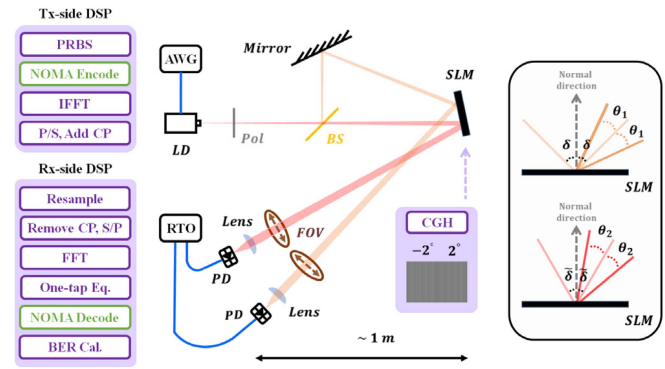 Tx-side DSP
PRBS
NOMA Encode
IFFT
P/S, Add CP
Rx-side DSP
Resample
Remove CP, S/P
FFT
One-tap Eq.
NOMA Decode
BER Cal.
AWG
LD
Pol
Mirror
BS
SLM
RTO
Lens
FOV
PD
PD
Lens
CGH
−2° 2°
~ 1 m
Normal
direction
θ₁
θ₁
δ δ
SLM
Normal
direction
θ₂
θ₂
δ̅ δ̅
SLM